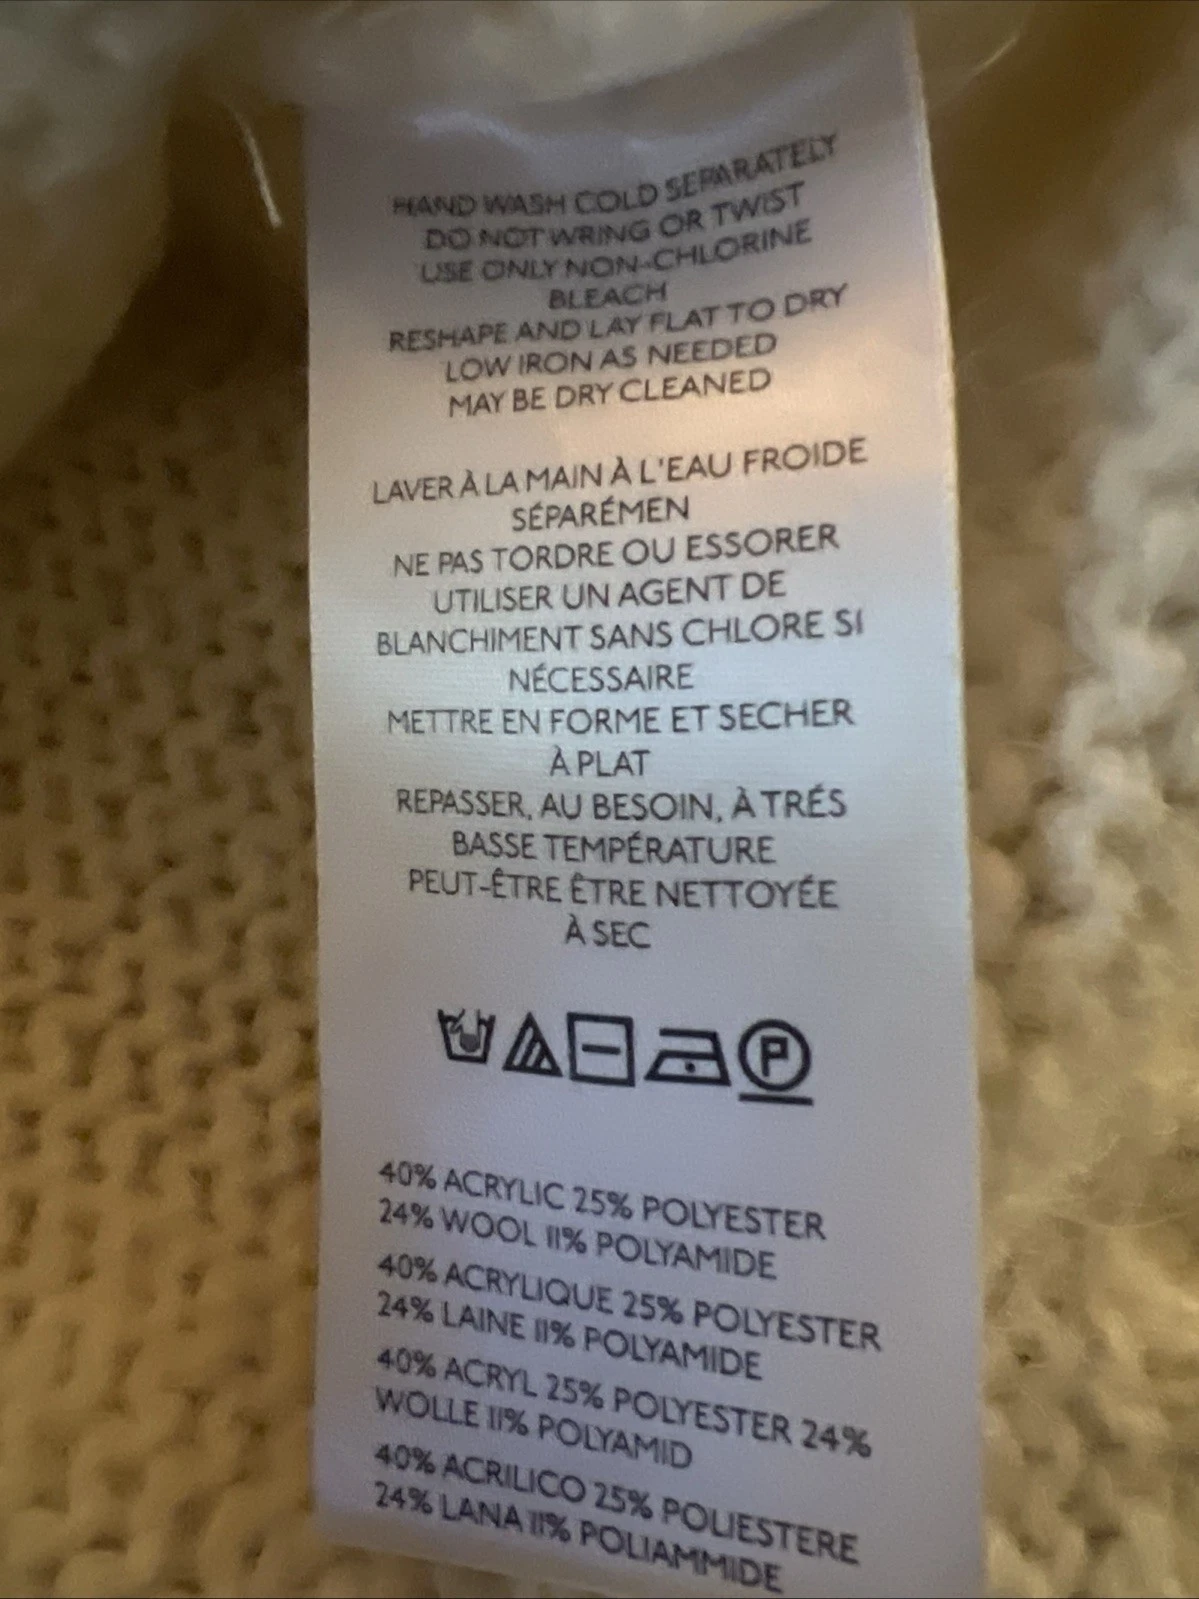 HAND WASH COLD SEPARATELY
DO NOT WRING OR TWIST
USE ONLY NON-CHLORINE
BLEACH
RESHAPE AND LAY FLAT TO DRY
LOW IRON AS NEEDED
MAY BE DRY CLEANED
LAVER À LA MAIN À L'EAU FROIDE
SÉPARÉMEN
NE PAS TORDRE OU ESSORER
UTILISER UN AGENT DE
BLANCHIMENT SANS CHLORE SI
NÉCESSAIRE
METTRE EN FORME ET SECHER
À PLAT
REPASSER, AU BESOIN, À TRÉS
BASSE TEMPÉRATURE
PEUT-ÊTRE ÊTRE NETTOYÉE
À SEC
P
40% ACRYLIC 25% POLYESTER
24% WOOL 11% POLYAMIDE
40% ACRYLIQUE 25% POLYESTER
24% LAINE 11% POLYAMIDE
40% ACRYL 25% POLYESTER 24%
WOLLE 11% POLYAMID
40% ACRILICO 25% POLIESTERE
24% LANA 11% POLIAMMIDE